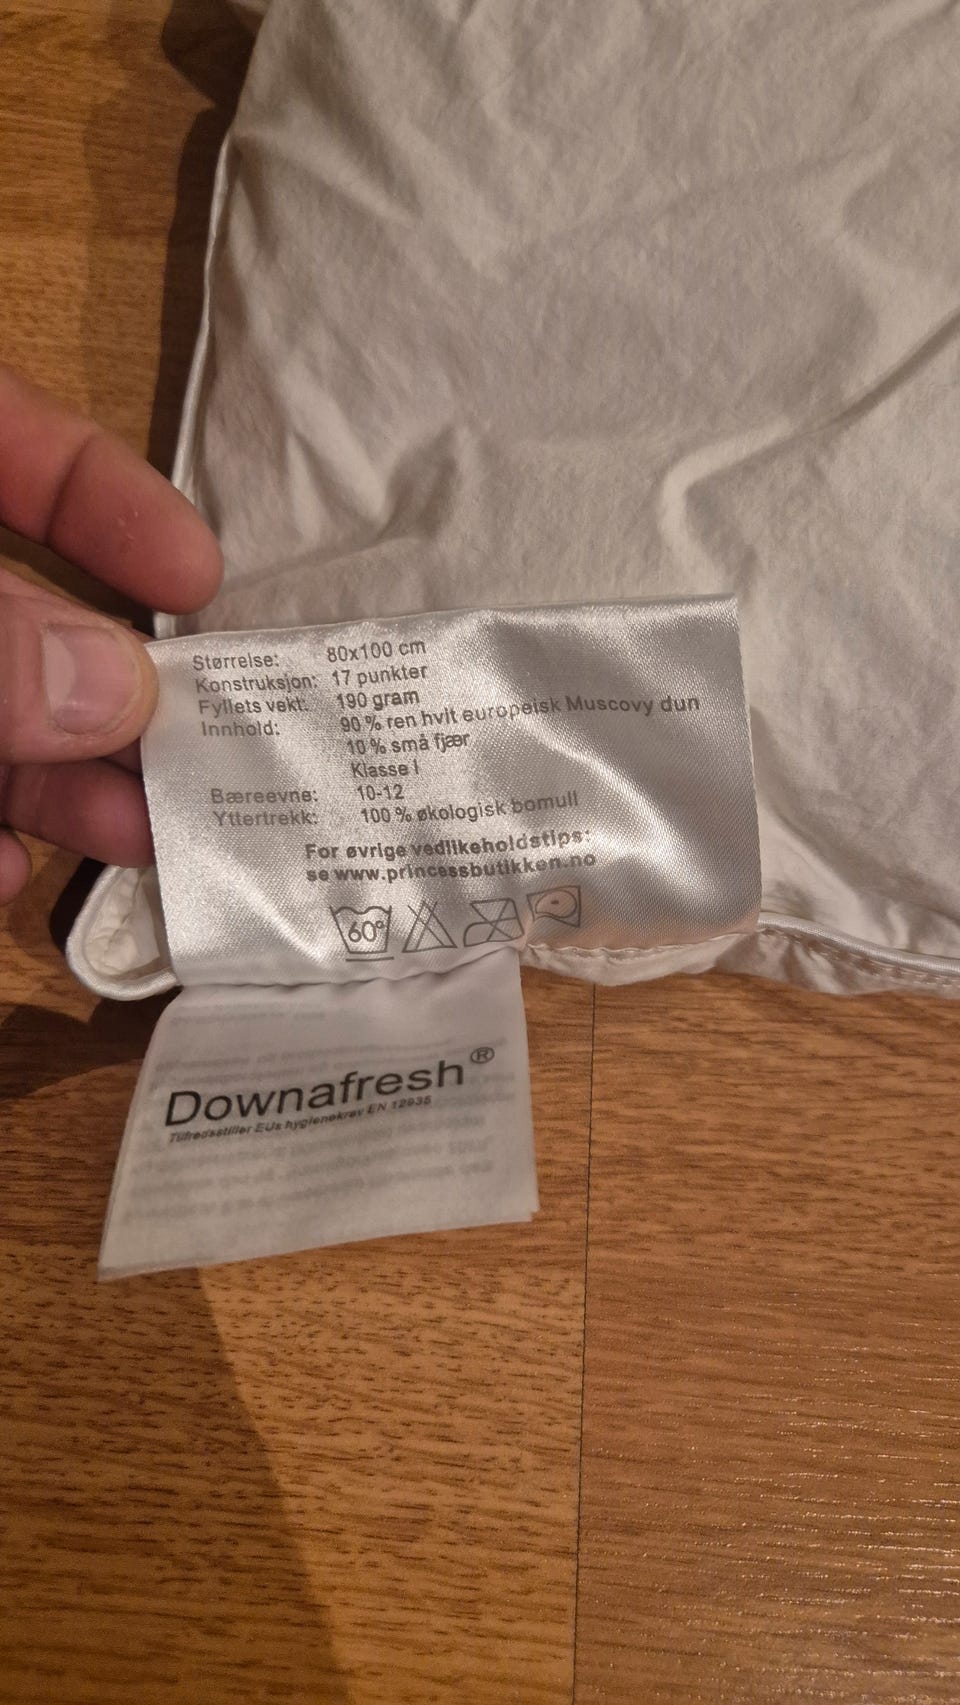 Størrelse: 80x100 cm
Konstruksjon: 17 punkter
Fyllets vekt: 190 gram
Innhold: 90 % ren hvit europeisk Muscovy dun
10 % små fjær
Klasse I
Bæreevne: 10-12
Yttertrekk: 100 % økologisk bomull
For øvrige vedlikeholdstips:
se www.princessbutikken.no
60°
Downafresh®
Tilfredsstiller EUs hygienekrav EN 12935